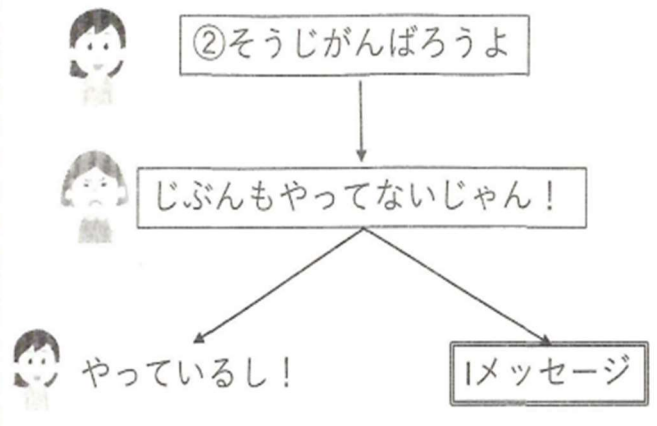 ②そうじがんばろうよ
じぶんもやってないじゃん！
やっているし！
Iメッセージ